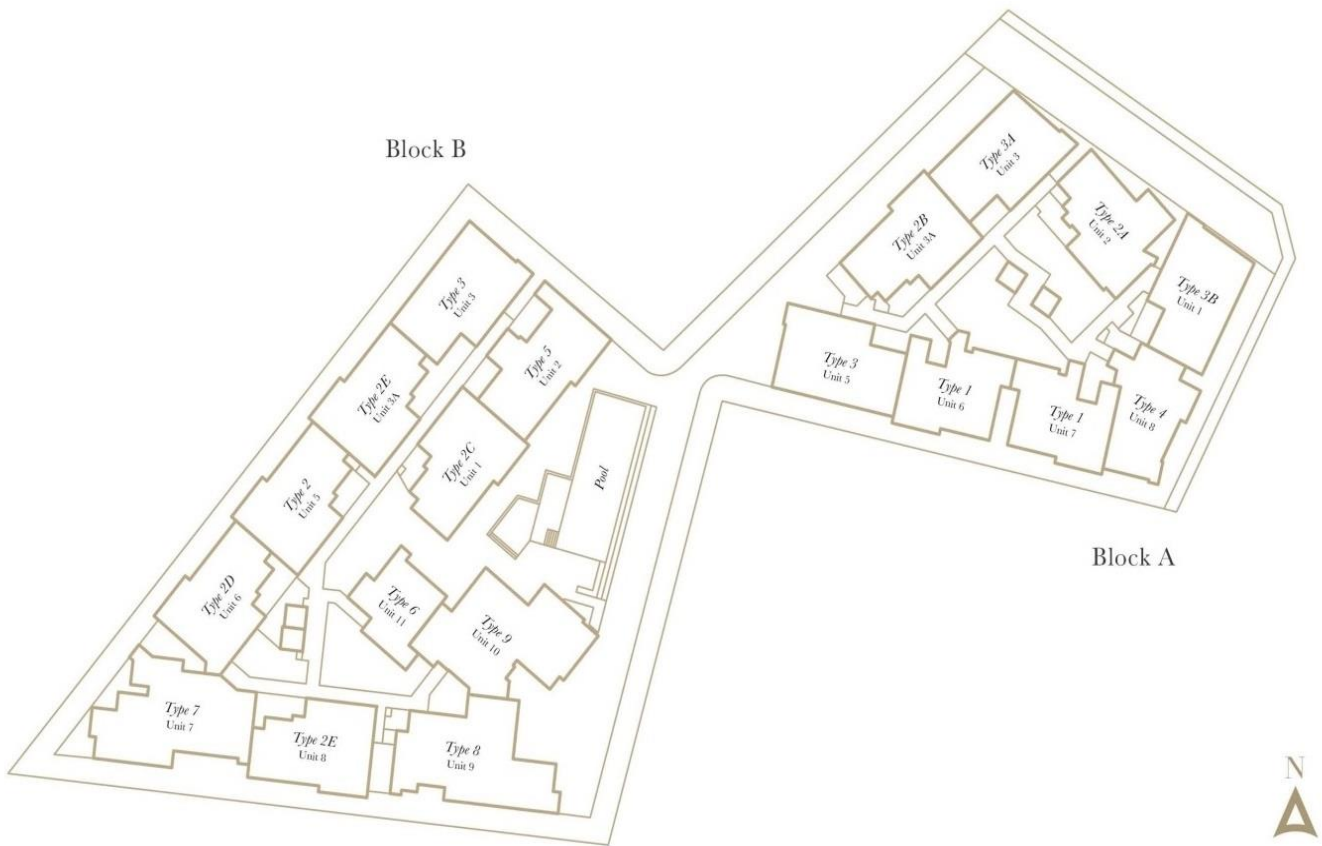 Block B
Type 3
Unit 3
Type 5
Unit 2
Type 2E
Unit 3A
Type 2C
Unit 1
Type 2
Unit 5
Pool
Type 2D
Unit 6
Type 6
Unit 11
Type 9
Unit 10
Type 7
Unit 7
Type 2E
Unit 8
Type 8
Unit 9
Type 3A
Unit 3
Type 2A
Unit 2
Type 2B
Unit 3A
Type 3B
Unit 1
Type 3
Unit 5
Type 1
Unit 6
Type 1
Unit 7
Type 4
Unit 8
Block A
N